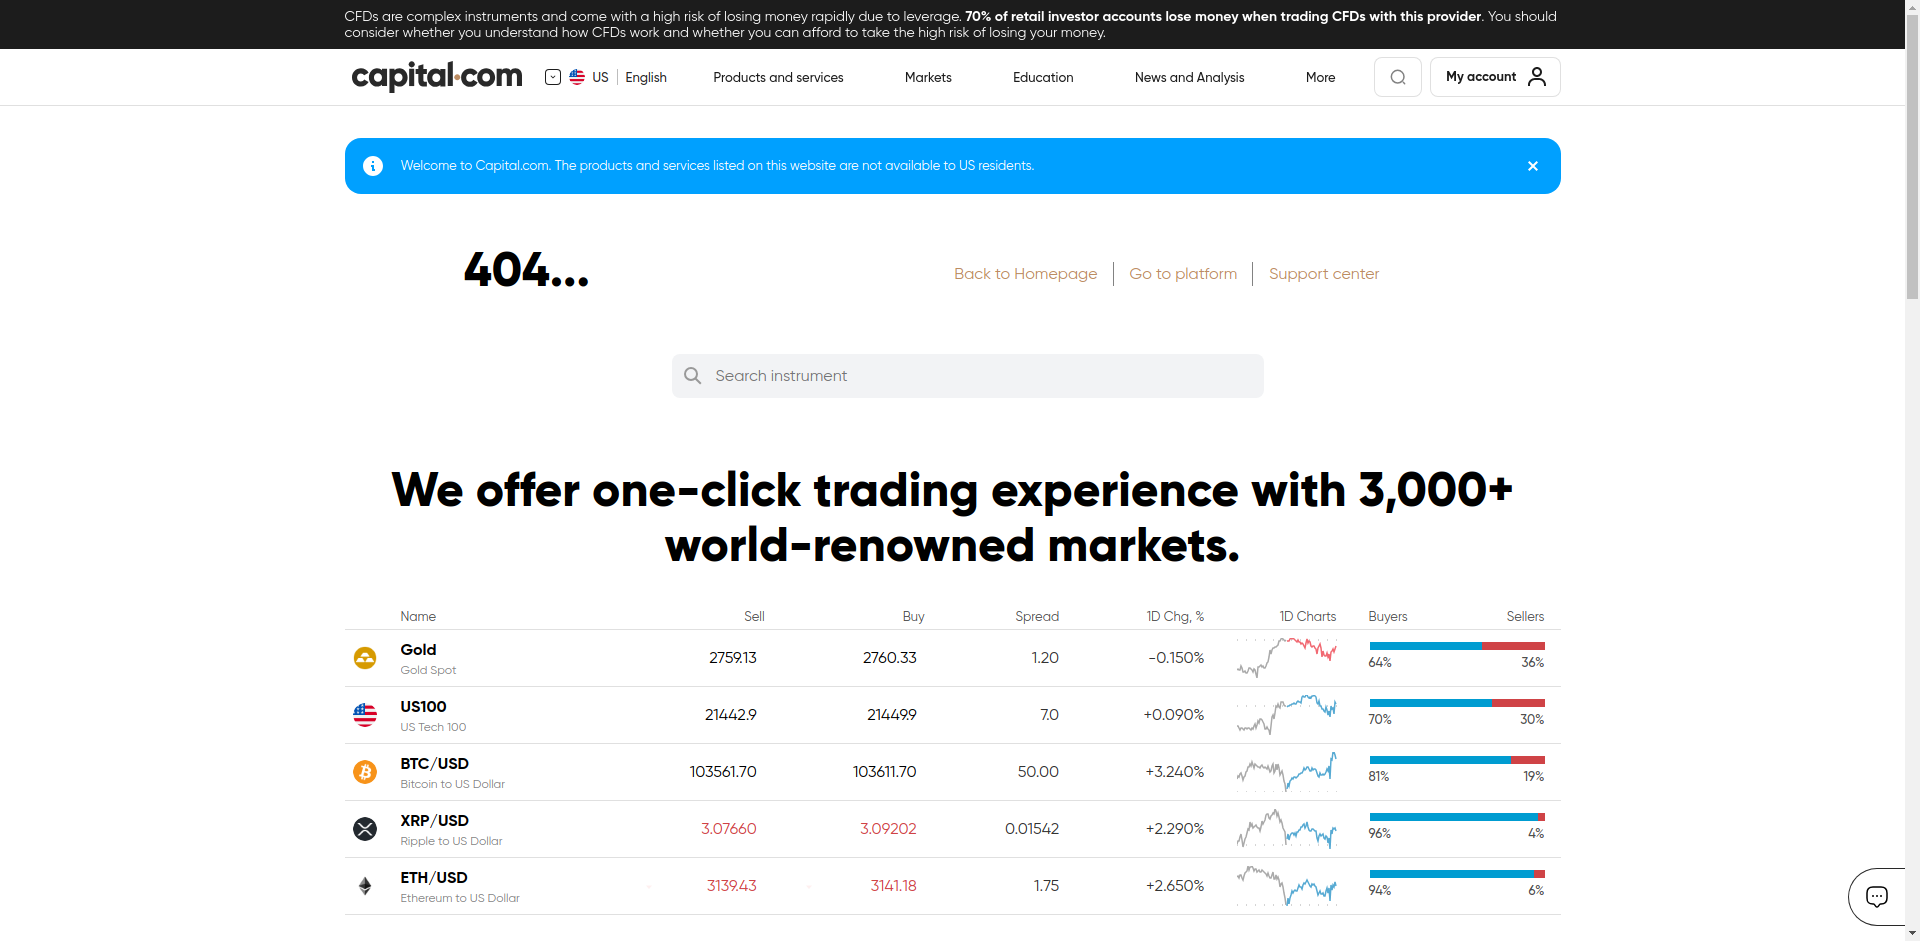 CFDs are complex instruments and come with a high risk of losing money rapidly due to leverage. 70% of retail investor accounts lose money when trading CFDs with this provider. You should
consider whether you understand how CFDs work and whether you can afford to take the high risk of losing your money.
capital.com US English Products and services Markets Education News and Analysis More My account
Welcome to Capital.com. The products and services listed on this website are not available to US residents.
404...
Back to Homepage Go to platform Support center
Search instrument
We offer one-click trading experience with 3,000+
world-renowned markets.
Name Sell Buy Spread 1D Chg, % 1D Charts Buyers Sellers
Gold
Gold Spot
2759.13 2760.33 1.20 -0.150%
64% 36%
US100
US Tech 100
21442.9 21449.9 7.0 +0.090%
70% 30%
BTC/USD
Bitcoin to US Dollar
103561.70 103611.70 50.00 +3.240%
81% 19%
XRP/USD
Ripple to US Dollar
3.07660 3.09202 0.01542 +2.290%
96% 4%
ETH/USD
Ethereum to US Dollar
3139.43 3141.18 1.75 +2.650%
94% 6%